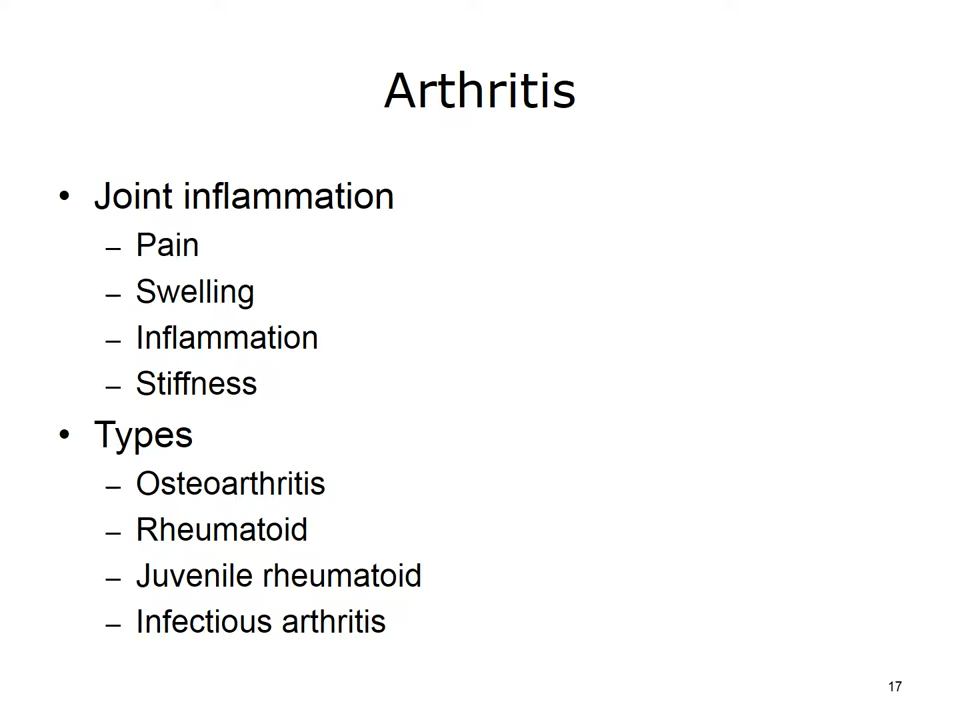 Arthritis
• Joint inflammation
– Pain
– Swelling
– Inflammation
– Stiffness
• Types
– Osteoarthritis
– Rheumatoid
– Juvenile rheumatoid
– Infectious arthritis
17